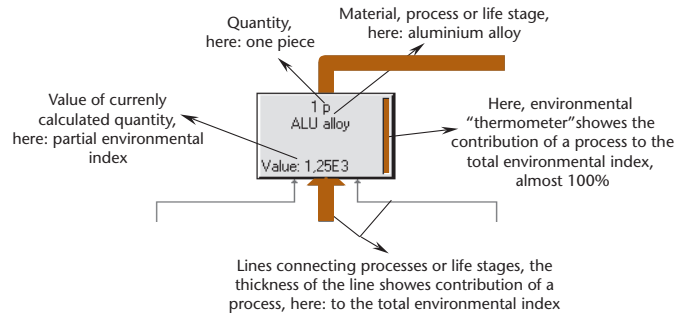 Quantity,
here: one piece
Material, process or life stage,
here: aluminium alloy
Value of currenly
calculated quantity,
here: partial environmental
index
1 p
ALU alloy
Value: 1,25E3
Here, environmental
“thermometer”showes the
contribution of a process to the
total environmental index,
almost 100%
Lines connecting processes or life stages, the
thickness of the line showes contribution of a
process, here: to the total environmental index